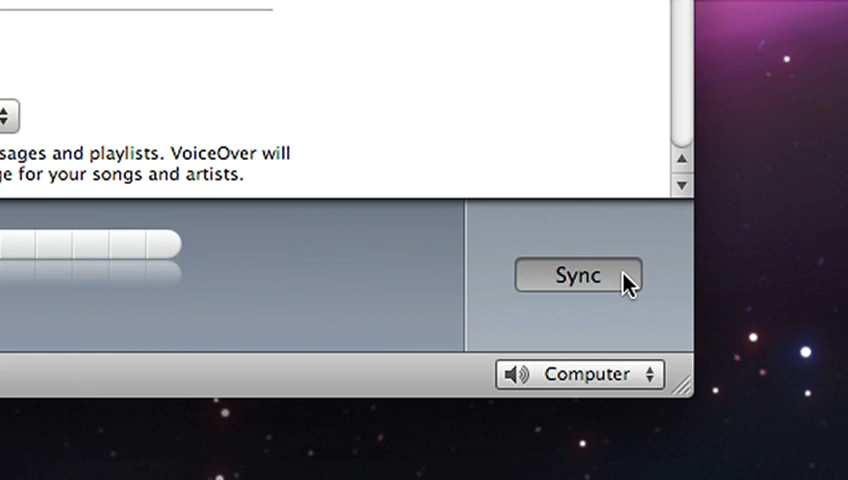 sages and playlists. VoiceOver will
ge for your songs and artists.
Sync
Computer